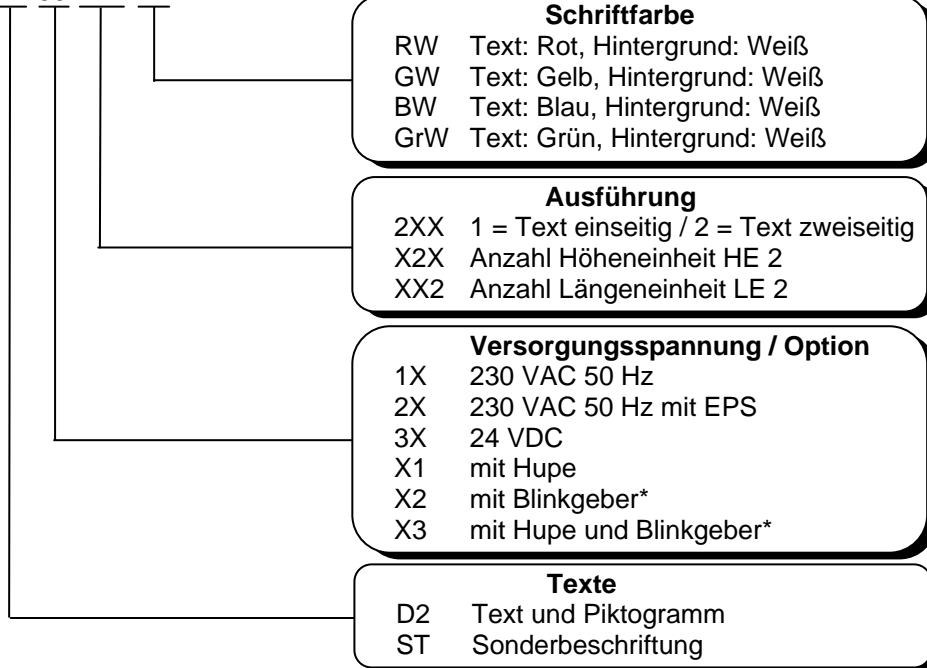 Schriftfarbe
RW Text: Rot, Hintergrund: Weiß
GW Text: Gelb, Hintergrund: Weiß
BW Text: Blau, Hintergrund: Weiß
GrW Text: Grün, Hintergrund: Weiß
Ausführung
2XX 1 = Text einseitig / 2 = Text zweiseitig
X2X Anzahl Höheneinheit HE 2
XX2 Anzahl Längeneinheit LE 2
Versorgungsspannung / Option
1X 230 VAC 50 Hz
2X 230 VAC 50 Hz mit EPS
3X 24 VDC
X1 mit Hupe
X2 mit Blinkgeber*
X3 mit Hupe und Blinkgeber*
Texte
D2 Text und Piktogramm
ST Sonderbeschriftung